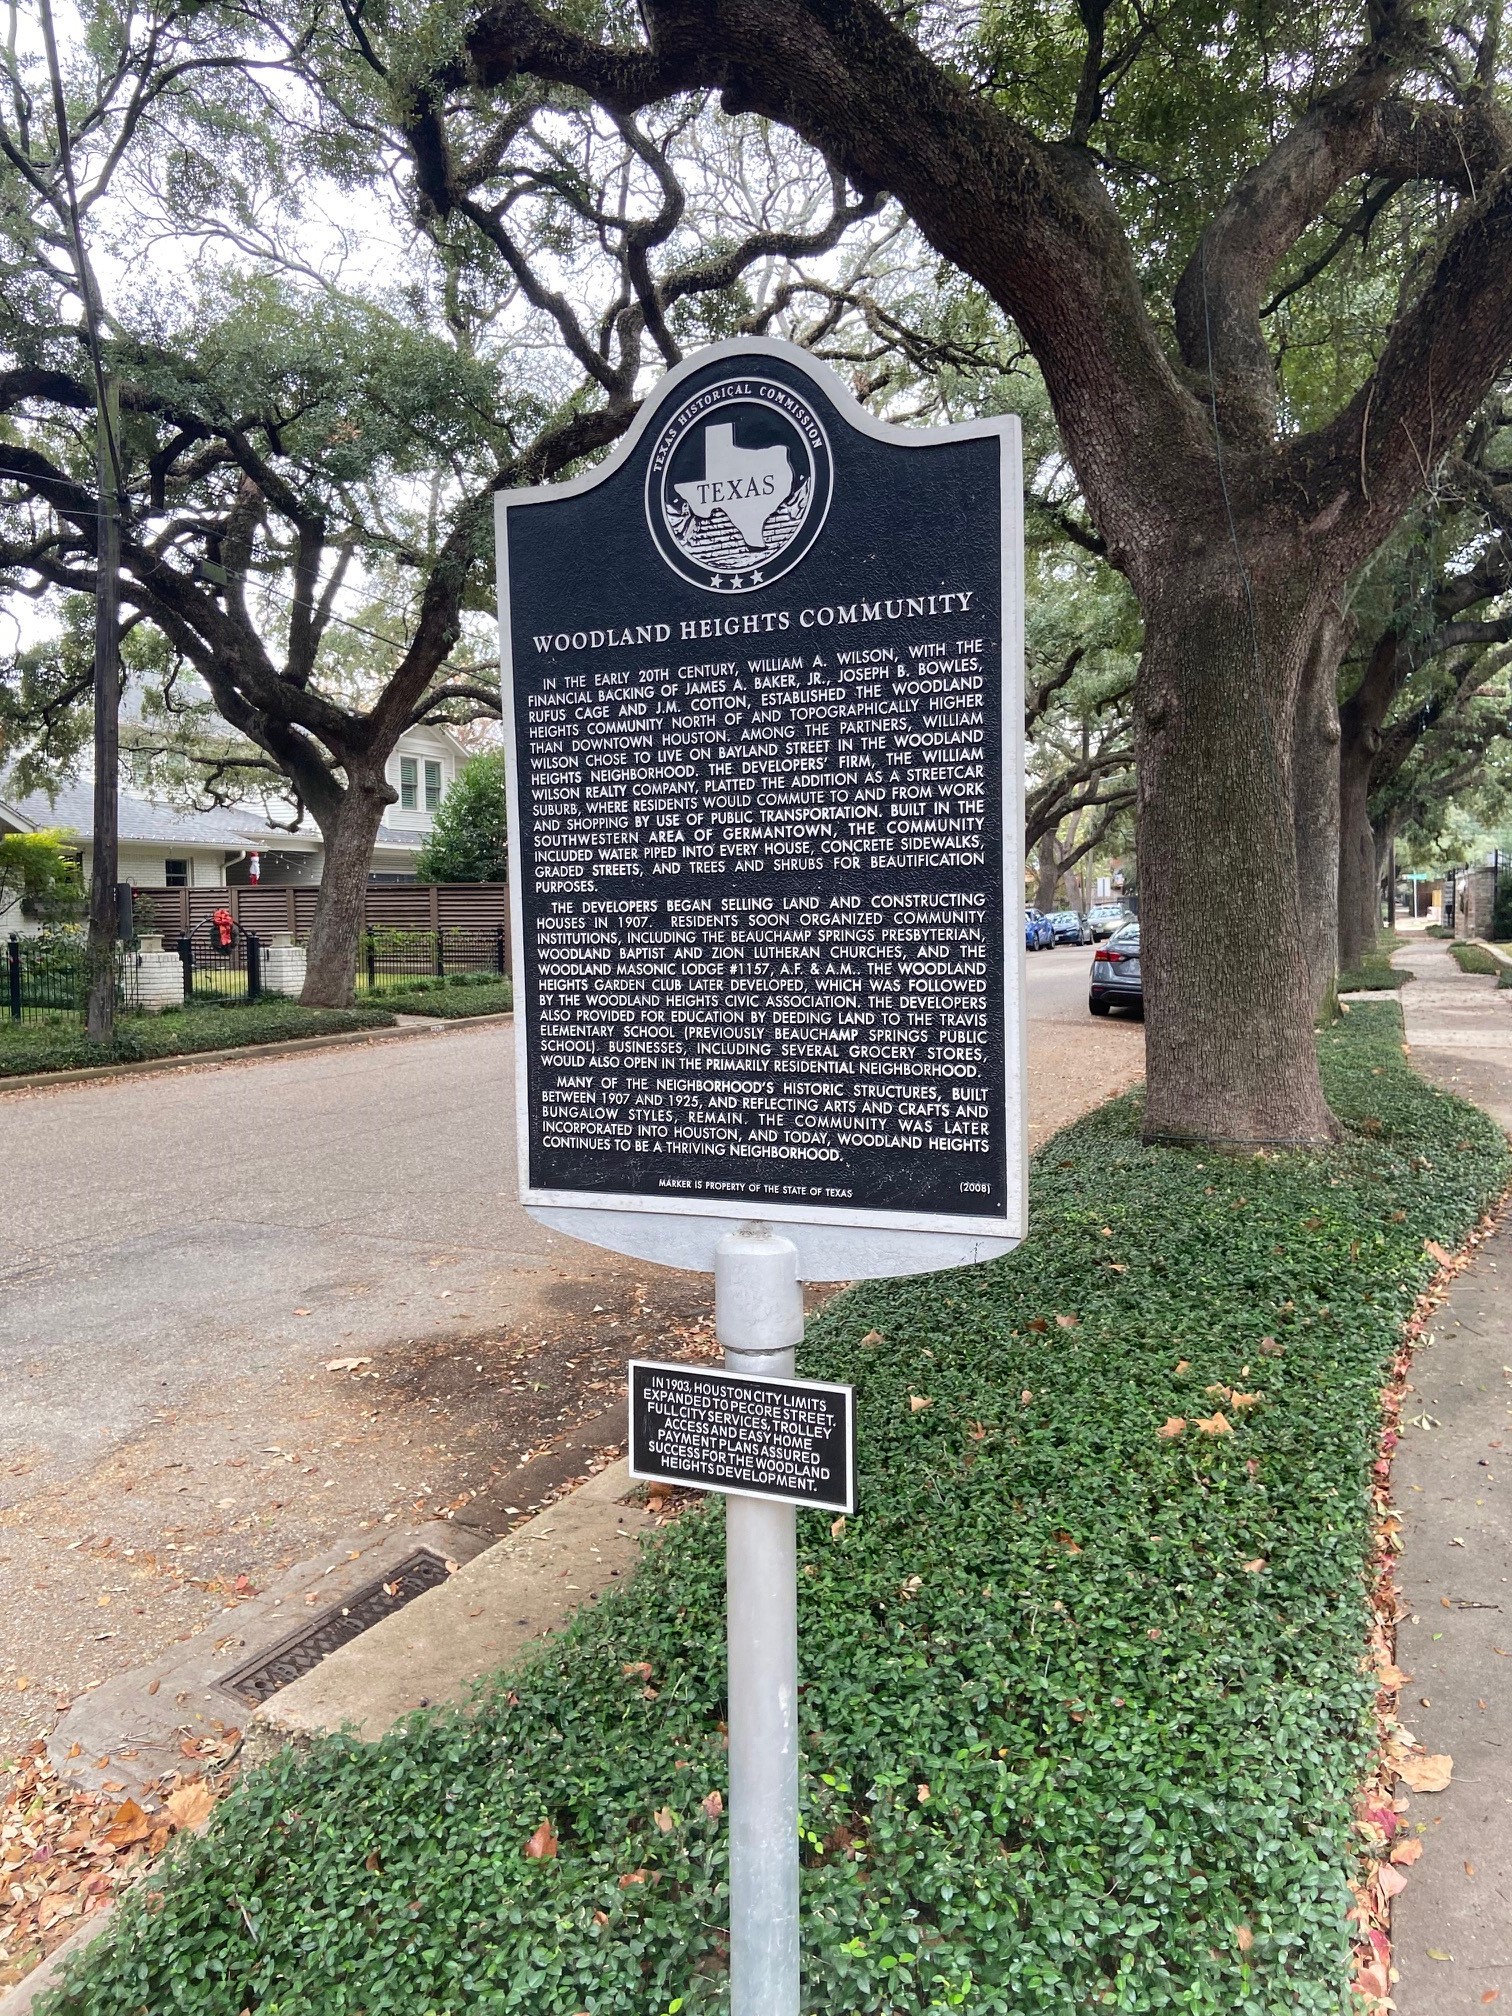 TEXAS HISTORICAL COMMISSION
TEXAS
WOODLAND HEIGHTS COMMUNITY
IN THE EARLY 20TH CENTURY, WILLIAM A. WILSON, WITH THE
FINANCIAL BACKING OF JAMES A. BAKER, JR., JOSEPH B. BOWLES,
RUFUS CAGE AND J.M. COTTON, ESTABLISHED THE WOODLAND
HEIGHTS COMMUNITY NORTH OF AND TOPOGRAPHICALLY HIGHER
THAN DOWNTOWN HOUSTON. AMONG THE PARTNERS, WILLIAM
WILSON CHOSE TO LIVE ON BAYLAND STREET IN THE WOODLAND
HEIGHTS NEIGHBORHOOD. THE DEVELOPERS' FIRM, THE WILLIAM
WILSON REALTY COMPANY, PLATTED THE ADDITION AS A STREETCAR
SUBURB, WHERE RESIDENTS WOULD COMMUTE TO AND FROM WORK
AND SHOPPING BY USE OF PUBLIC TRANSPORTATION. BUILT IN THE
SOUTHWESTERN AREA OF GERMANTOWN, THE COMMUNITY
INCLUDED WATER PIPED INTO EVERY HOUSE, CONCRETE SIDEWALKS,
GRADED STREETS, AND TREES AND SHRUBS FOR BEAUTIFICATION
PURPOSES.
THE DEVELOPERS BEGAN SELLING LAND AND CONSTRUCTING
HOUSES IN 1907. RESIDENTS SOON ORGANIZED COMMUNITY
INSTITUTIONS, INCLUDING THE BEAUCHAMP SPRINGS PRESBYTERIAN,
WOODLAND BAPTIST AND ZION LUTHERAN CHURCHES, AND THE
WOODLAND MASONIC LODGE #1157, A.F. & A.M.. THE WOODLAND
HEIGHTS GARDEN CLUB LATER DEVELOPED, WHICH WAS FOLLOWED
BY THE WOODLAND HEIGHTS CIVIC ASSOCIATION. THE DEVELOPERS
ALSO PROVIDED FOR EDUCATION BY DEEDING LAND TO THE TRAVIS
ELEMENTARY SCHOOL (PREVIOUSLY BEAUCHAMP SPRINGS PUBLIC
SCHOOL). BUSINESSES, INCLUDING SEVERAL GROCERY STORES,
WOULD ALSO OPEN IN THE PRIMARILY RESIDENTIAL NEIGHBORHOOD.
MANY OF THE NEIGHBORHOOD'S HISTORIC STRUCTURES, BUILT
BETWEEN 1907 AND 1925, AND REFLECTING ARTS AND CRAFTS AND
BUNGALOW STYLES, REMAIN. THE COMMUNITY WAS LATER
INCORPORATED INTO HOUSTON, AND TODAY, WOODLAND HEIGHTS
CONTINUES TO BE A THRIVING NEIGHBORHOOD.
(2008)
MARKER IS PROPERTY OF THE STATE OF TEXAS
IN 1903, HOUSTON CITY LIMITS
EXPANDED TO PECORE STREET.
FULL CITY SERVICES, TROLLEY
ACCESS AND EASY HOME
PAYMENT PLANS ASSURED
SUCCESS FOR THE WOODLAND
HEIGHTS DEVELOPMENT.